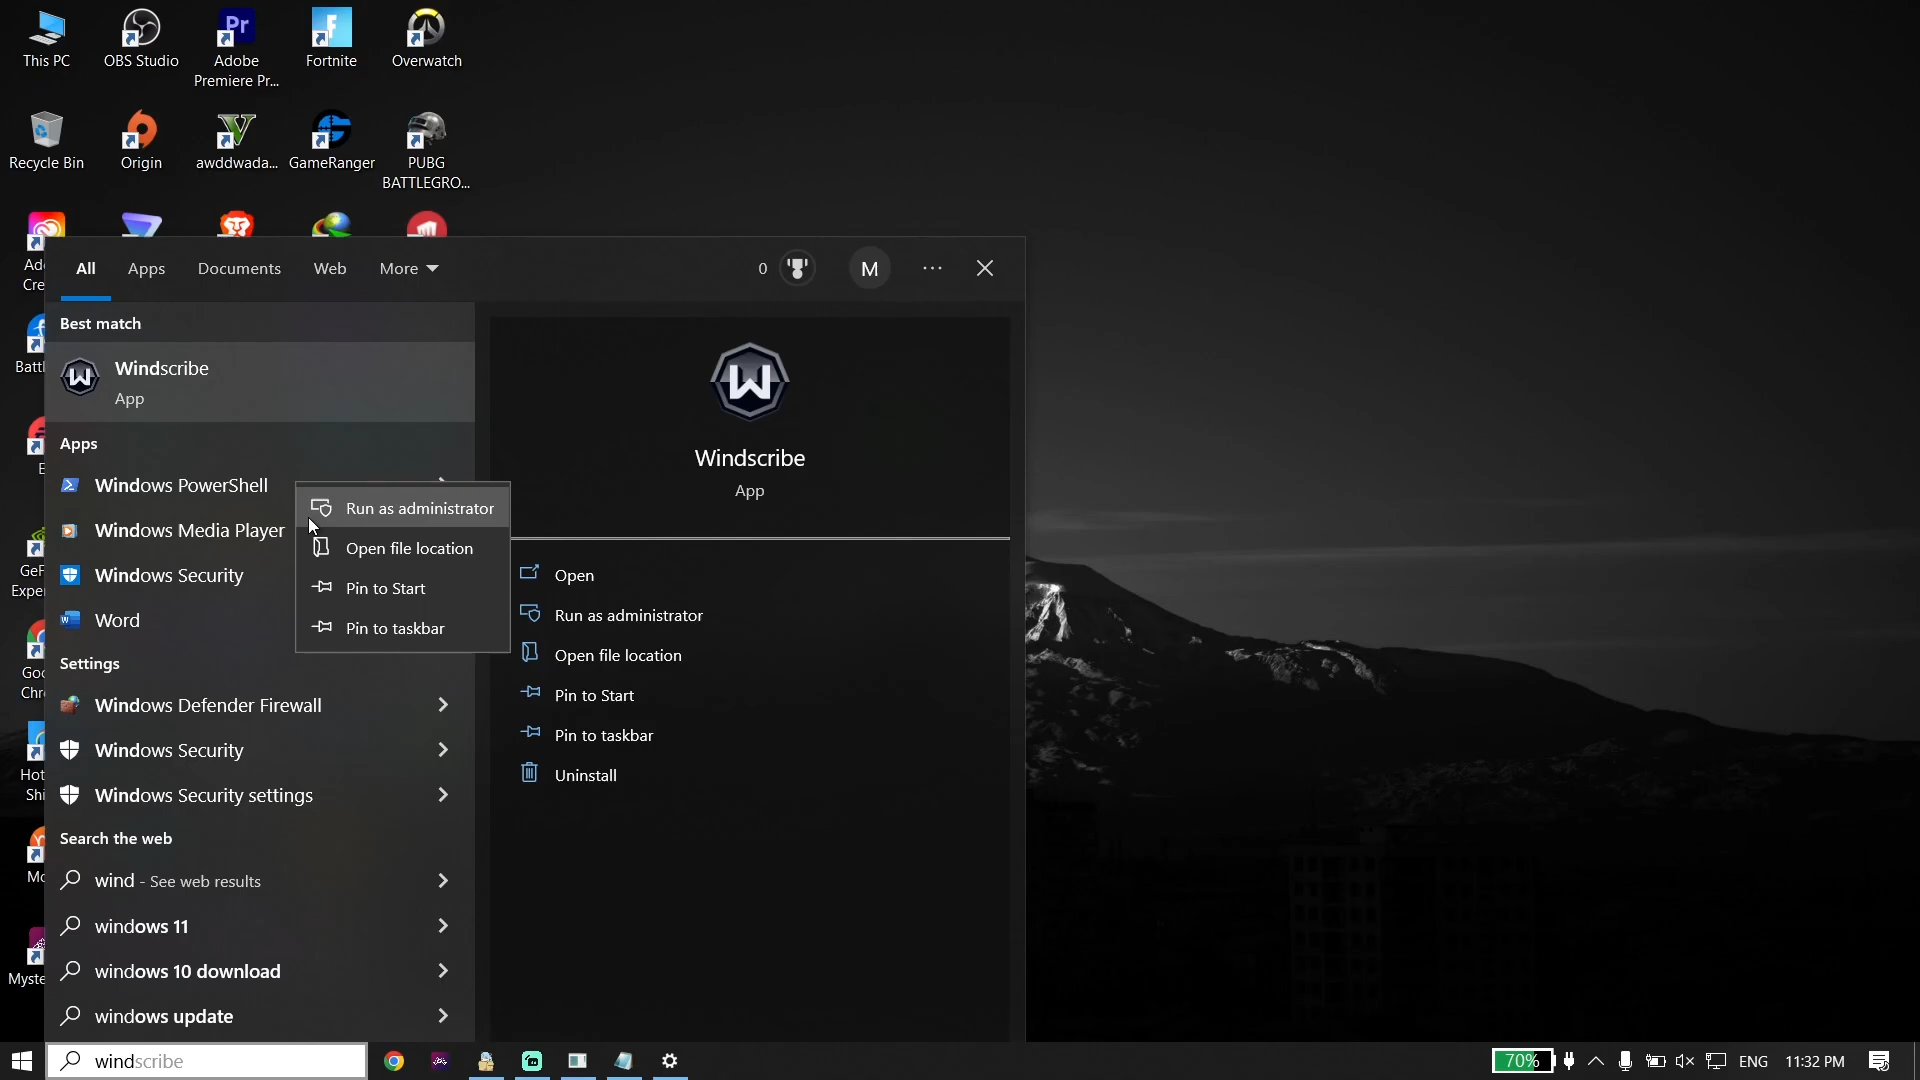 This PC
OBS Studio
Adobe
Premiere Pr...
Fortnite
Overwatch
Recycle Bin
Origin
awddwada...
GameRanger
PUBG
BATTLEGRO...
All
Apps
Documents
Web
More
0
M
Best match
Windscribe
App
Apps
Windows PowerShell
Windows Media Player
Windows Security
Word
Settings
Windows Defender Firewall
Windows Security
Windows Security settings
Search the web
wind - See web results
windows 11
windows 10 download
windows update
Run as administrator
Open file location
Pin to Start
Pin to taskbar
Windscribe
App
Open
Run as administrator
Open file location
Pin to Start
Pin to taskbar
Uninstall
windscribe
70%
ENG
11:32 PM